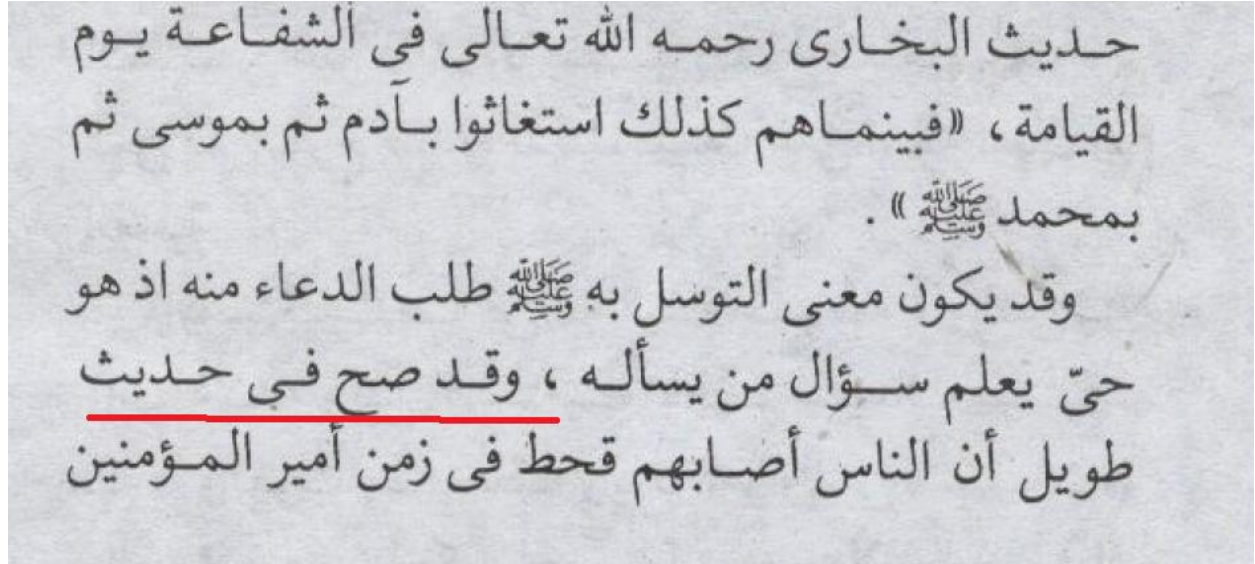 حديث البخارى رحمه الله تعالى فى الشفاعة يوم
القيامة ، «فبينماهم كذلك استغاثوا بآدم ثم بموسى ثم
بمحمد ﷺ» .
وقد يكون معنى التوسل به ﷺ طلب الدعاء منه اذ هو
حىّ يعلم سؤال من يسأله ، وقد صح فى حديث
طويل أن الناس أصابهم قحط فى زمن أمير المؤمنين